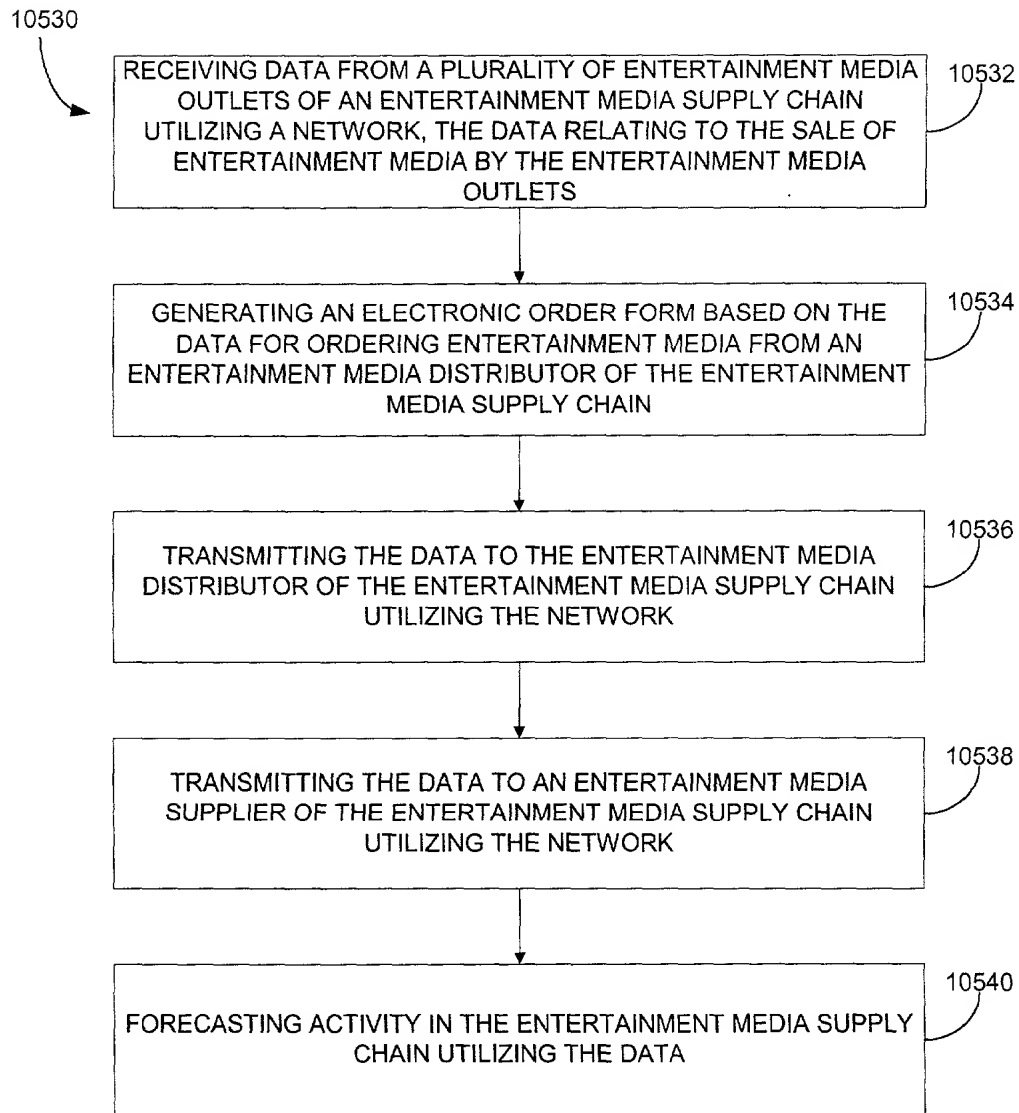 10530
RECEIVING DATA FROM A PLURALITY OF ENTERTAINMENT MEDIA
OUTLETS OF AN ENTERTAINMENT MEDIA SUPPLY CHAIN
UTILIZING A NETWORK, THE DATA RELATING TO THE SALE OF
ENTERTAINMENT MEDIA BY THE ENTERTAINMENT MEDIA
OUTLETS
10532
GENERATING AN ELECTRONIC ORDER FORM BASED ON THE
DATA FOR ORDERING ENTERTAINMENT MEDIA FROM AN
ENTERTAINMENT MEDIA DISTRIBUTOR OF THE ENTERTAINMENT
MEDIA SUPPLY CHAIN
10534
TRANSMITTING THE DATA TO THE ENTERTAINMENT MEDIA
DISTRIBUTOR OF THE ENTERTAINMENT MEDIA SUPPLY CHAIN
UTILIZING THE NETWORK
10536
TRANSMITTING THE DATA TO AN ENTERTAINMENT MEDIA
SUPPLIER OF THE ENTERTAINMENT MEDIA SUPPLY CHAIN
UTILIZING THE NETWORK
10538
FORECASTING ACTIVITY IN THE ENTERTAINMENT MEDIA SUPPLY
CHAIN UTILIZING THE DATA
10540